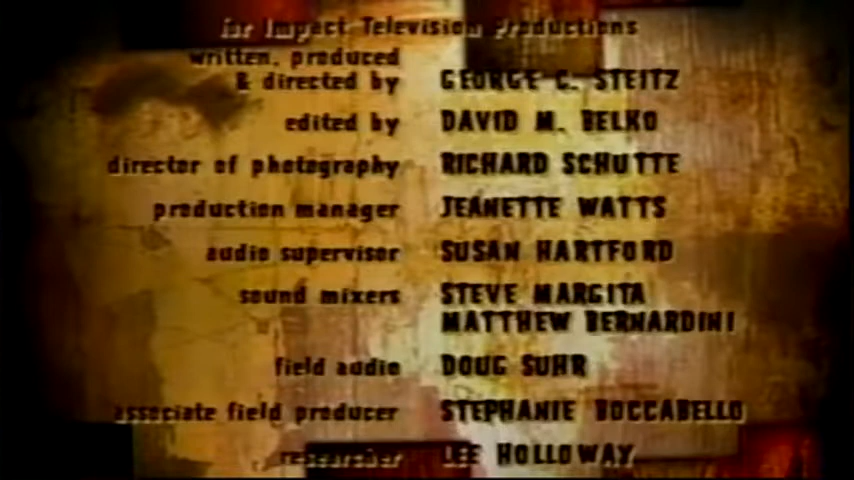 for Impact Television Productions
written, produced
& directed by GEORGE C. STEITZ
edited by DAVID M. BELKO
director of photography RICHARD SCHUTTE
production manager JEANETTE WATTS
audio supervisor SUSAN HARTFORD
sound mixers STEVE MARGITA
MATTHEW BERNARDINI
field audio DOUG SUHR
associate field producer STEPHANIE BOCCABELLO
researcher LEE HOLLOWAY